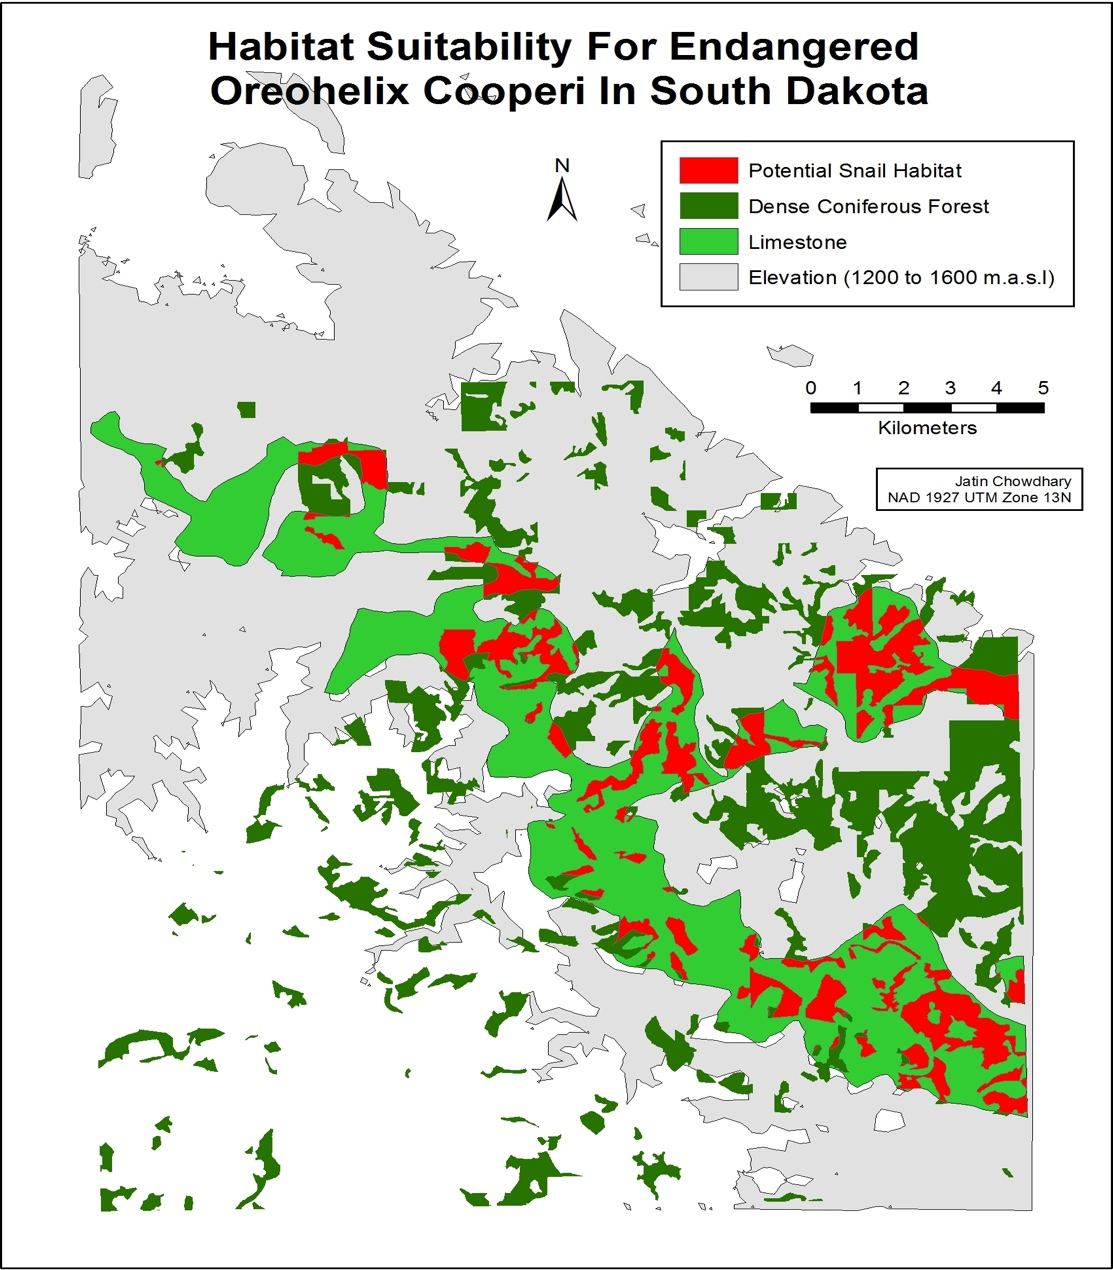 Habitat Suitability For Endangered
Oreohelix Cooperi In South Dakota
N
Potential Snail Habitat
Dense Coniferous Forest
Limestone
Elevation (1200 to 1600 m.a.s.l)
0 1 2 3 4 5
Kilometers
Jatin Chowdhary
NAD 1927 UTM Zone 13N